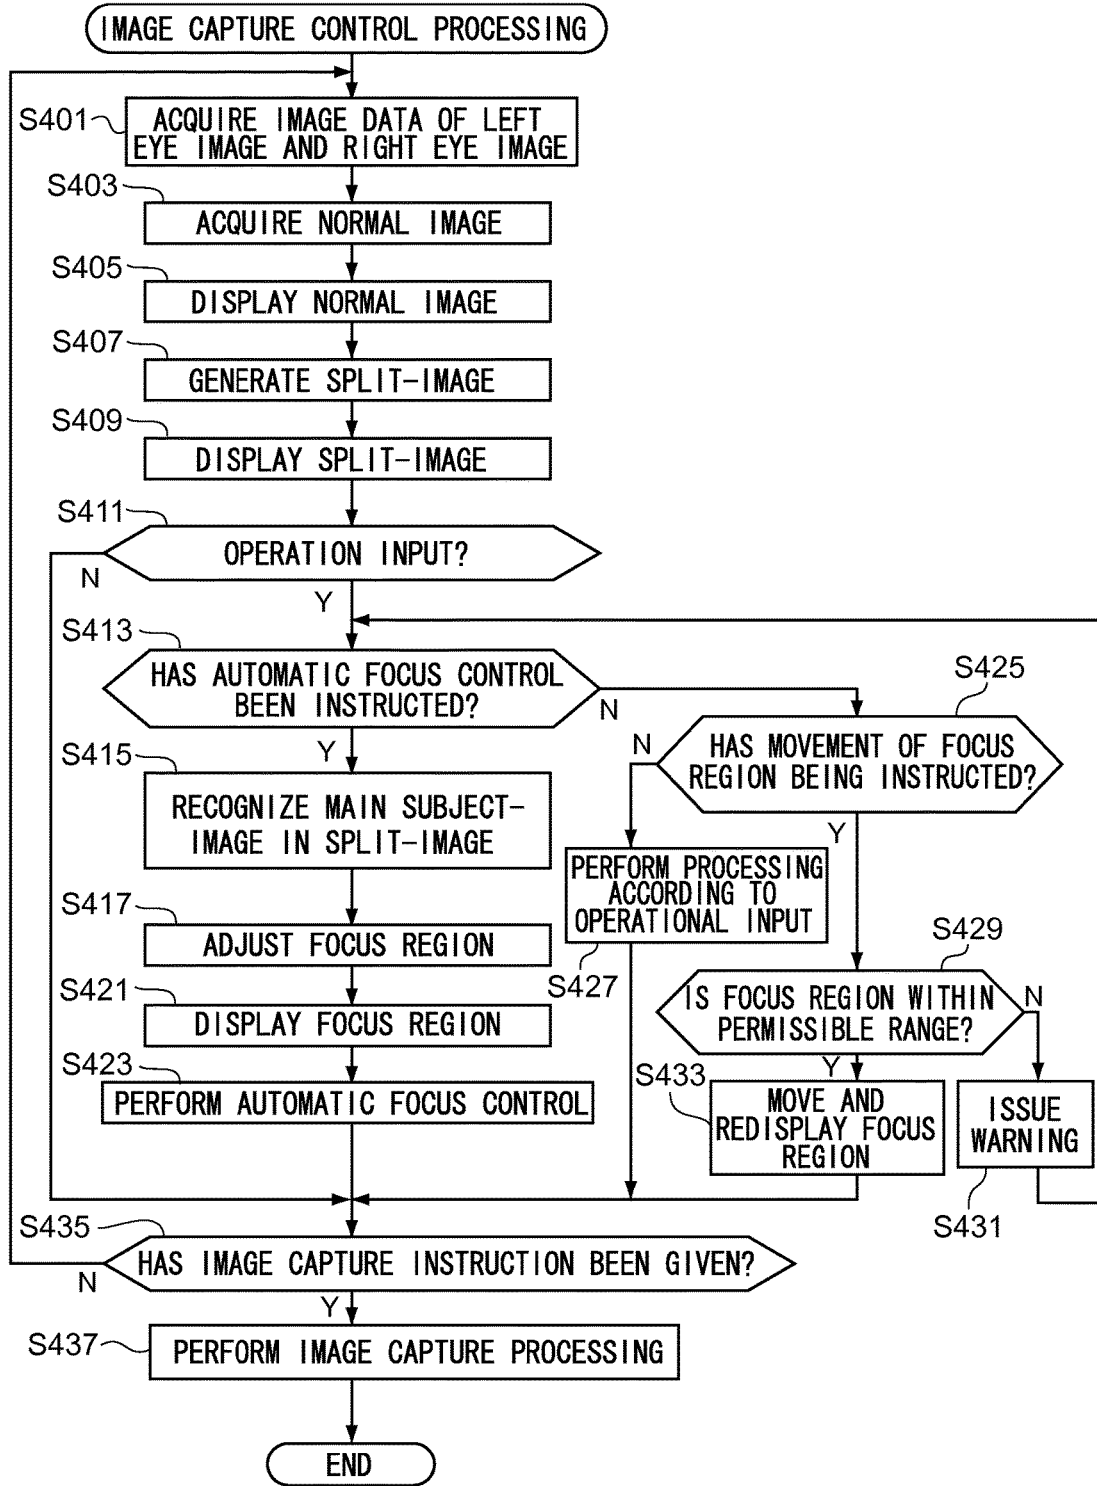 IMAGE CAPTURE CONTROL PROCESSING
S401
ACQUIRE IMAGE DATA OF LEFT
EYE IMAGE AND RIGHT EYE IMAGE
S403
ACQUIRE NORMAL IMAGE
S405
DISPLAY NORMAL IMAGE
S407
GENERATE SPLIT-IMAGE
S409
DISPLAY SPLIT-IMAGE
S411
OPERATION INPUT?
N
Y
S413
HAS AUTOMATIC FOCUS CONTROL
BEEN INSTRUCTED?
N
Y
S415
RECOGNIZE MAIN SUBJECT-
IMAGE IN SPLIT-IMAGE
S417
ADJUST FOCUS REGION
S421
DISPLAY FOCUS REGION
S423
PERFORM AUTOMATIC FOCUS CONTROL
S425
HAS MOVEMENT OF FOCUS
REGION BEING INSTRUCTED?
N
Y
PERFORM PROCESSING
ACCORDING TO
OPERATIONAL INPUT
S427
S429
IS FOCUS REGION WITHIN
PERMISSIBLE RANGE?
N
Y
S433
MOVE AND
REDISPLAY FOCUS
REGION
ISSUE
WARNING
S431
S435
HAS IMAGE CAPTURE INSTRUCTION BEEN GIVEN?
N
Y
S437
PERFORM IMAGE CAPTURE PROCESSING
END